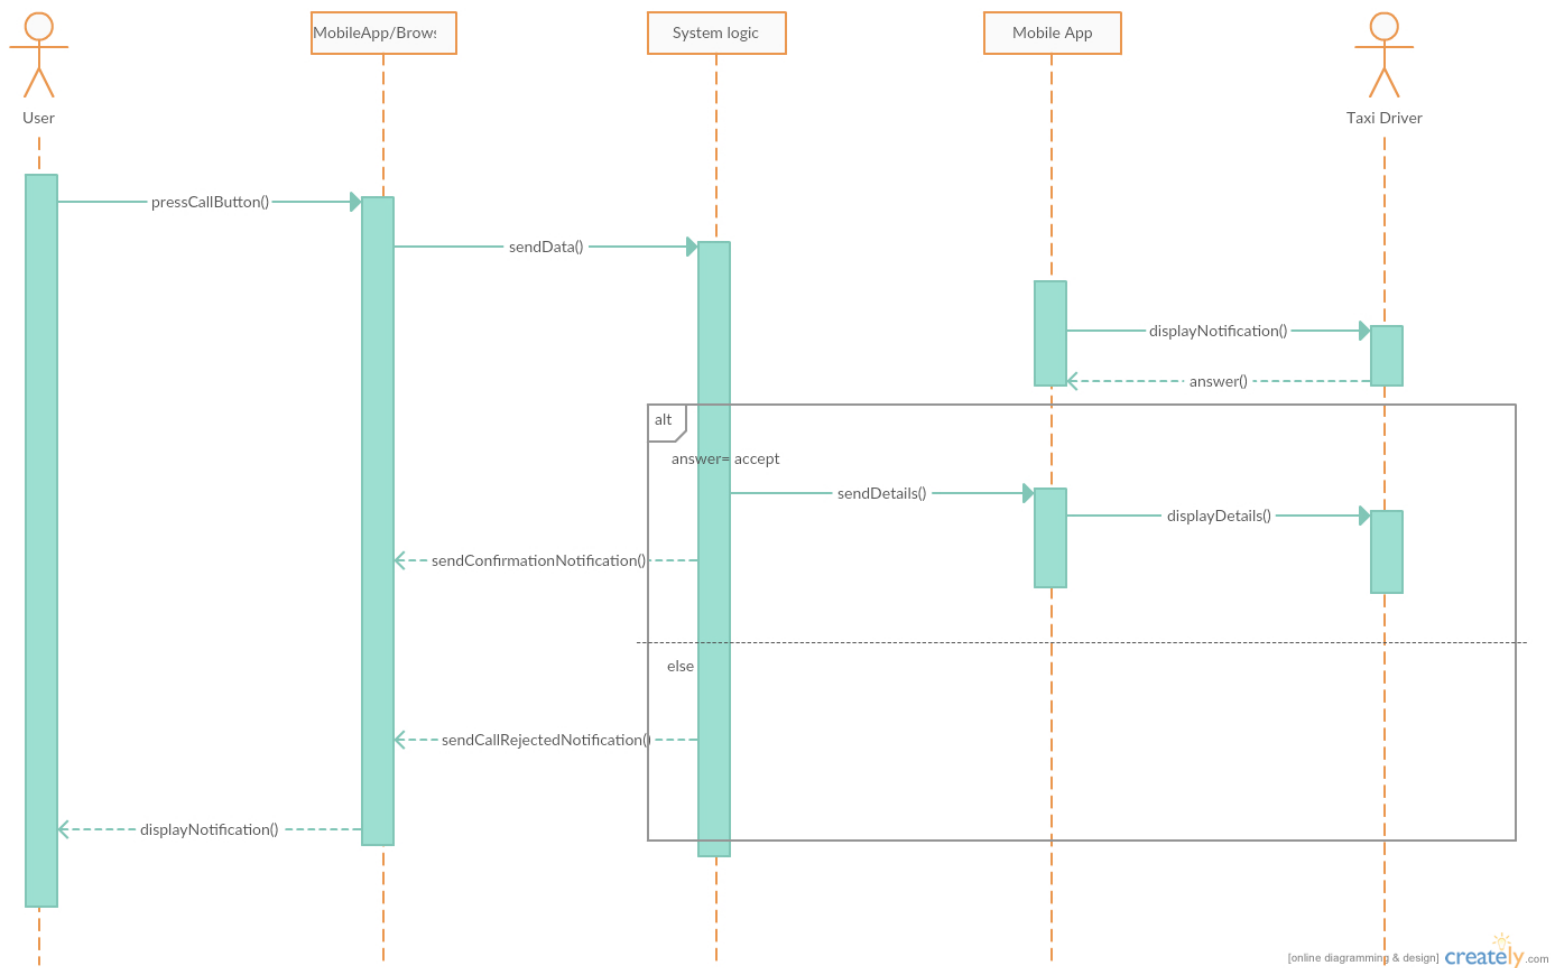 User
MobileApp/Brows
System logic
Mobile App
Taxi Driver
pressCallButton()
sendData()
displayNotification()
answer()
alt
answer= accept
sendDetails()
displayDetails()
sendConfirmationNotification()
else
sendCallRejectedNotification()
displayNotification()
[online diagramming & design] creately.com